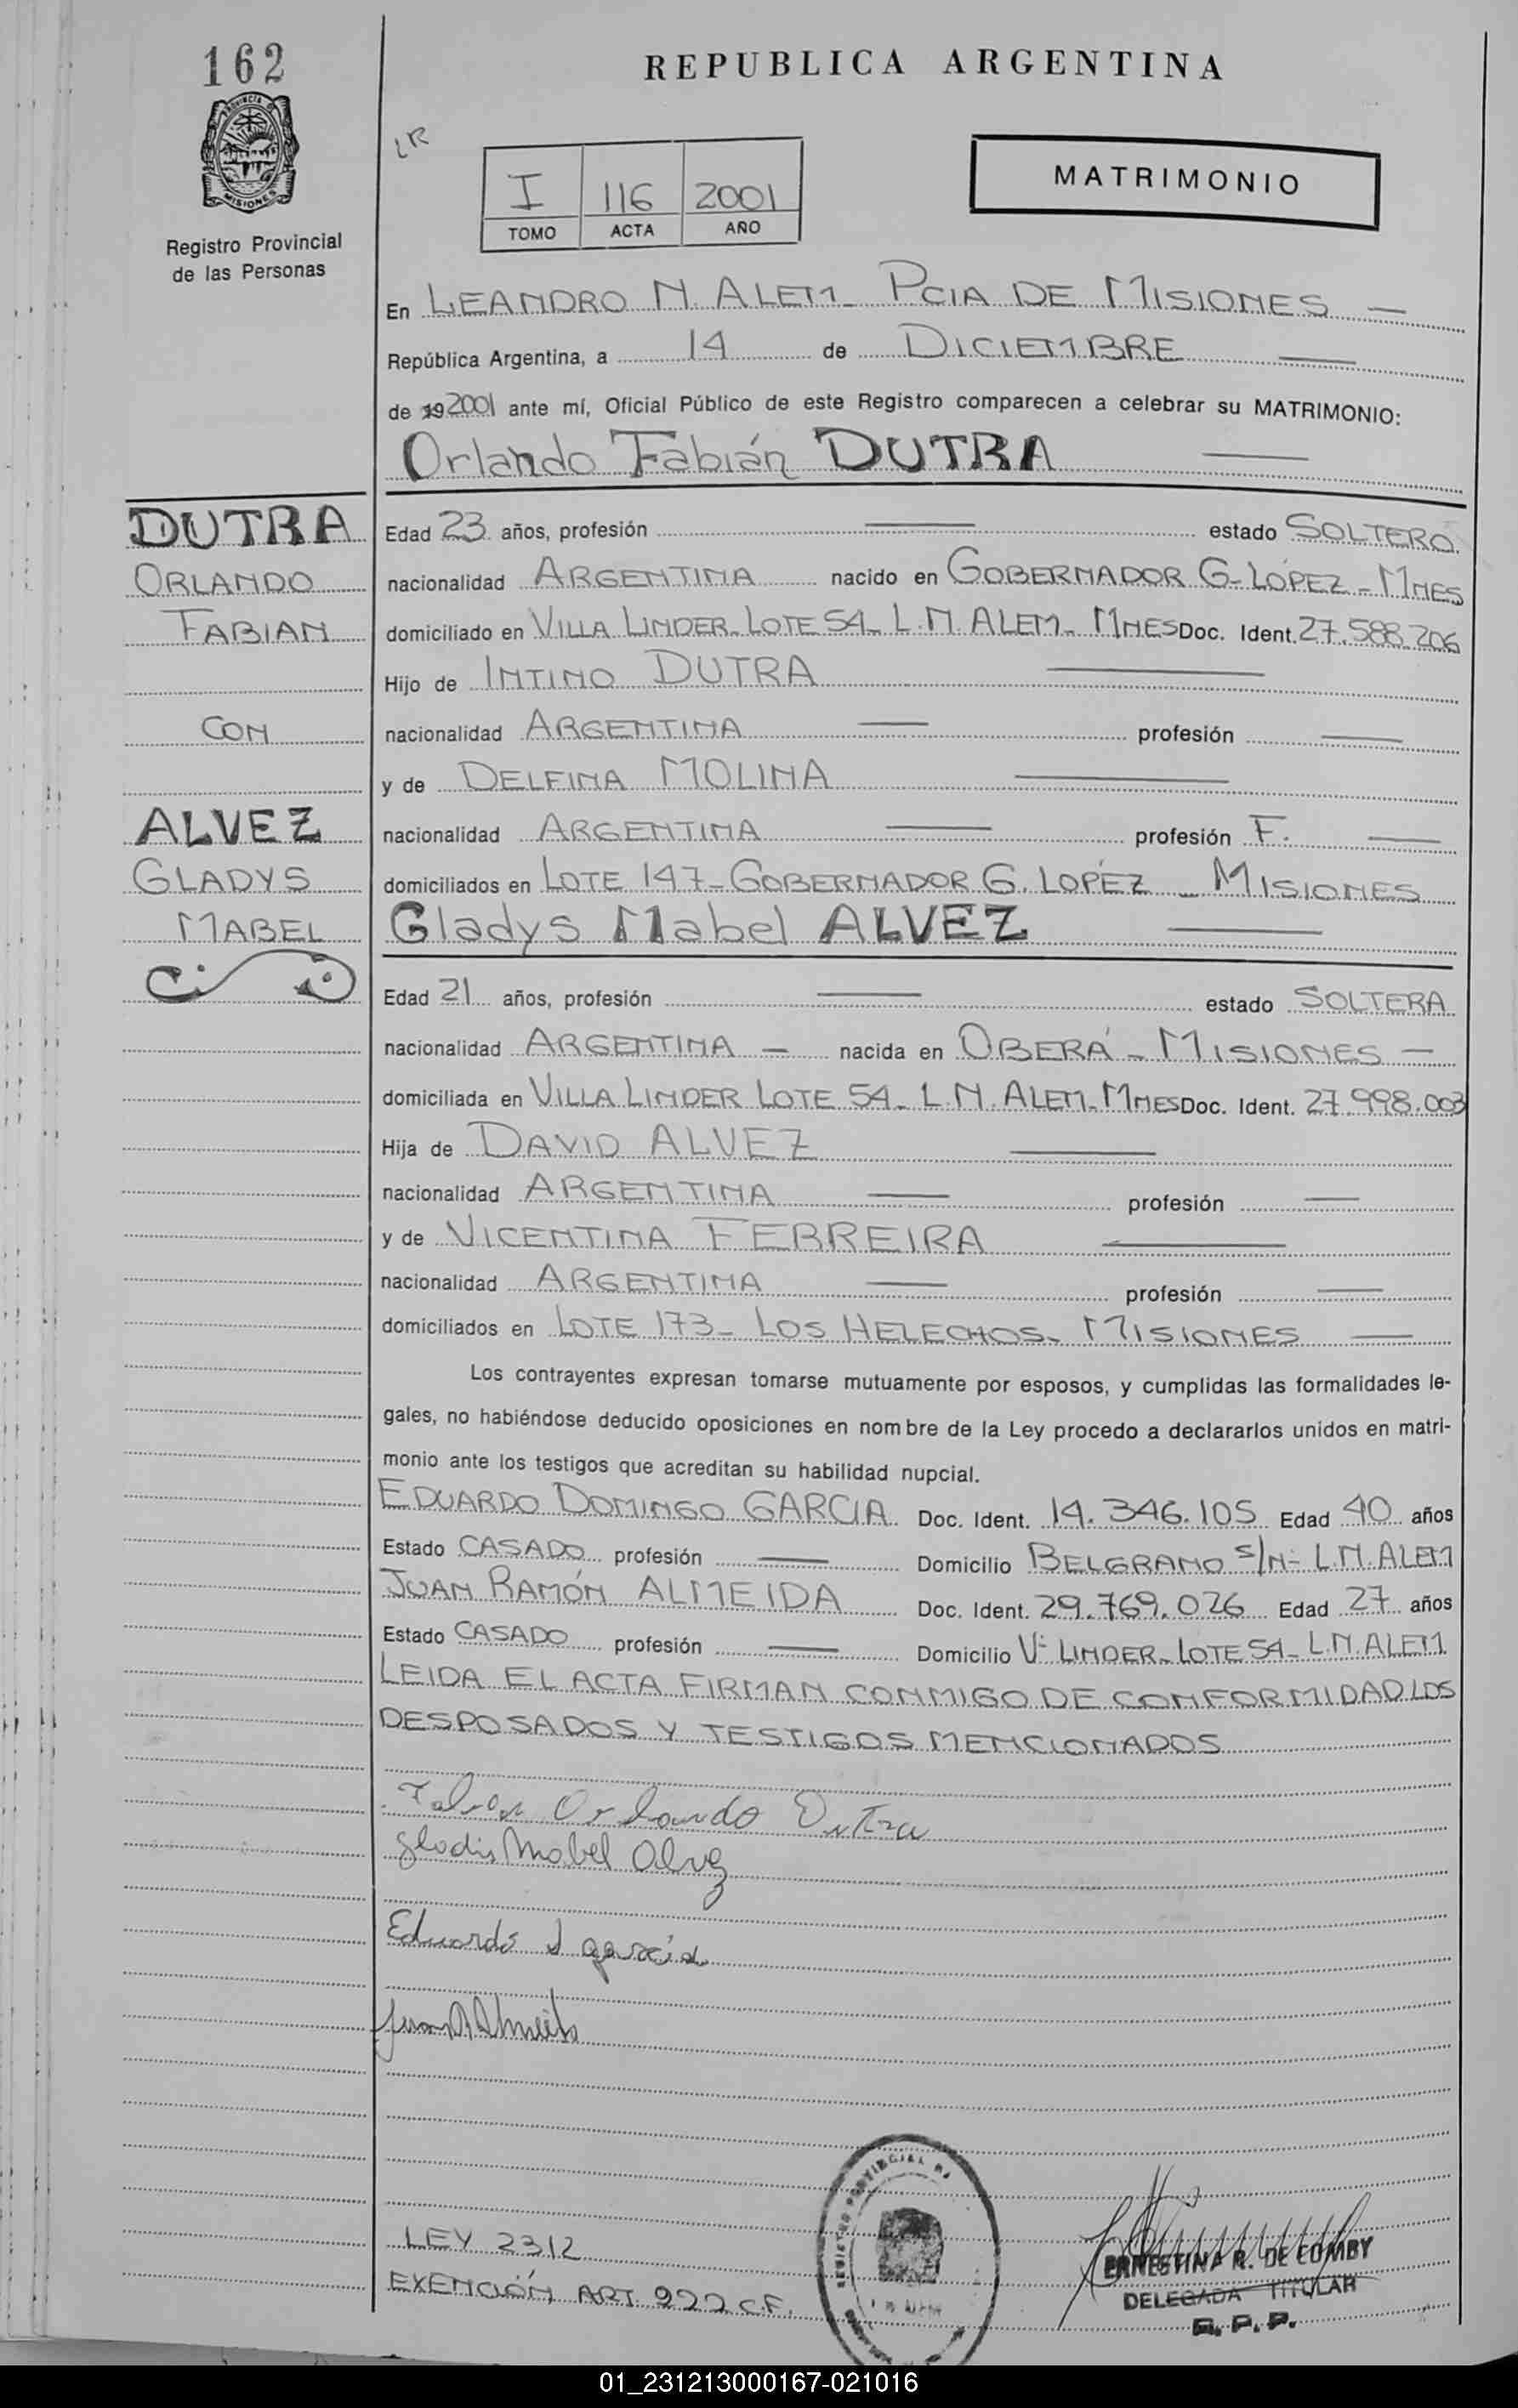 162
REPUBLICA ARGENTINA
LR
I 116 2001
TOMO ACTA AÑO
MATRIMONIO
MISIONES
Registro Provincial
de las Personas
En LEANDRO N. ALEM - PCIA DE MISIONES —
República Argentina, a 14 de DICIEMBRE —
de 192001 ante mí, Oficial Público de este Registro comparecen a celebrar su MATRIMONIO:
Orlando Fabián DUTRA —
DUTRA
ORLANDO
FABIAN
CON
ALVEZ
GLADYS
MABEL
Edad 23 años, profesión — estado SOLTERO
nacionalidad ARGENTINA nacido en GOBERNADOR G. LÓPEZ - MNES
domiciliado en VILLA LINDER - LOTE 54 - L.N. ALEM - MNES Doc. Ident. 27.588.206
Hijo de INTINO DUTRA —
nacionalidad ARGENTINA — profesión —
y de DELFINA MOLINA —
nacionalidad ARGENTINA — profesión F. —
domiciliados en LOTE 147 - GOBERNADOR G. LOPÉZ - MISIONES
Gladys Mabel ALVEZ —
Edad 21 años, profesión — estado SOLTERA
nacionalidad ARGENTINA — nacida en OBERÁ - MISIONES —
domiciliada en VILLA LINDER LOTE 54 - L.N. ALEM - MNES Doc. Ident. 27.998.003
Hija de DAVID ALVEZ —
nacionalidad ARGENTINA — profesión —
y de VICENTINA FERREIRA —
nacionalidad ARGENTINA — profesión —
domiciliados en LOTE 173 - LOS HELECHOS - MISIONES —
Los contrayentes expresan tomarse mutuamente por esposos, y cumplidas las formalidades le-
gales, no habiéndose deducido oposiciones en nombre de la Ley procedo a declararlos unidos en matri-
monio ante los testigos que acreditan su habilidad nupcial.
EDUARDO DOMINGO GARCIA Doc. Ident. 14.346.105 Edad 40 años
Estado CASADO profesión — Domicilio BELGRANO S/N - L.N. ALEM
JUAN RAMÓN ALMEIDA Doc. Ident. 29.769.026 Edad 27 años
Estado CASADO profesión — Domicilio Vª LINDER - LOTE 54 - L.N. ALEM
LEIDA EL ACTA FIRMAN CONMIGO DE CONFORMIDAD LOS
DESPOSADOS Y TESTIGOS MENCIONADOS
Fabian Orlando Dutra
Gladis Mabel Alvez
Eduardo D garcia
Juan R Almeida
LEY 2312
EXENCIÓN ART 922 C.F.
ERNESTINA R. DE COMBY
DELEGADA TITULAR
R. P. P.
01_231213000167-021016